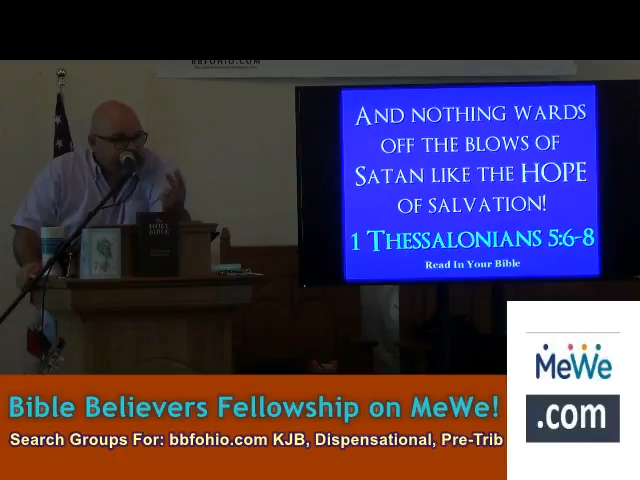 BBFOHIO.COM
AND NOTHING WARDS
OFF THE BLOWS OF
SATAN LIKE THE HOPE
OF SALVATION!
1 THESSALONIANS 5:6-8
Read In Your Bible
HOLY
BIBLE
MeWe
.com
Bible Believers Fellowship on MeWe!
Search Groups For: bbfohio.com KJB, Dispensational, Pre-Trib